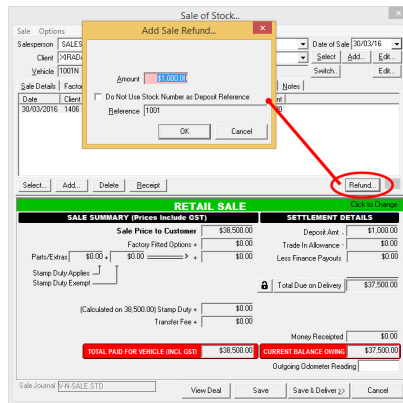 Sale of Stock...
Sale Options
Add Sale Refund...
Salesperson SALES
Date of Sale 30/03/16
Client
Select Add... Edit...
Vehicle 1001N
Switch.. Edit...
Amount $1,000.00
Do Not Use Stock Number as Deposit Reference
Reference 1001
OK Cancel
Sale Details Factor
Notes
Date Client
30/03/2016 1406
Select... Add... Delete Receipt Refund...
RETAIL SALE Click to Change
SALE SUMMARY (Prices Include GST) SETTLEMENT DETAILS
Sale Price to Customer $38,500.00 Deposit Amt - $1,000.00
Factory Fitted Options + $0.00 Trade In Allowance - $0.00
Parts/Extras $0.00 + $0.00 ====> + $0.00 Less Finance Payouts $0.00
Stamp Duty Applies
Stamp Duty Exempt
Total Due on Delivery $37,500.00
(Calculated on 38,500.00) Stamp Duty + $0.00
Transfer Fee + $0.00
Money Receipted $0.00
TOTAL PAID FOR VEHICLE (INCL GST) $38,500.00 CURRENT BALANCE OWING $37,500.00
Outgoing Odometer Reading
Sale Journal V-N-SALE.STD
View Deal Save Save & Deliver >> Cancel